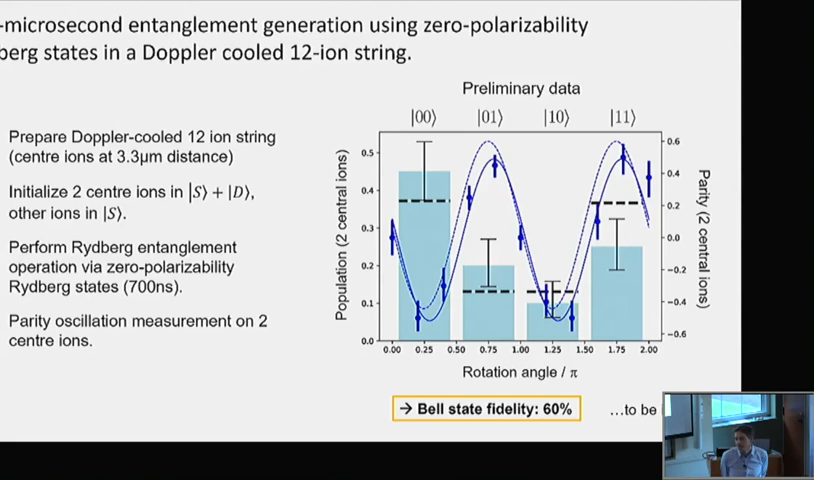 -microsecond entanglement generation using zero-polarizability
berg states in a Doppler cooled 12-ion string.
Prepare Doppler-cooled 12 ion string
(centre ions at 3.3µm distance)
Initialize 2 centre ions in |S⟩ + |D⟩,
other ions in |S⟩.
Perform Rydberg entanglement
operation via zero-polarizability
Rydberg states (700ns).
Parity oscillation measurement on 2
centre ions.
Preliminary data
|00⟩ |01⟩ |10⟩ |11⟩
Population (2 central ions)
0.5
0.4
0.3
0.2
0.1
0.0
0.6
0.4
0.2
0.0
−0.2
−0.4
−0.6
Parity (2 central ions)
0.00 0.25 0.50 0.75 1.00 1.25 1.50 1.75 2.00
Rotation angle / π
→ Bell state fidelity: 60%
...to be